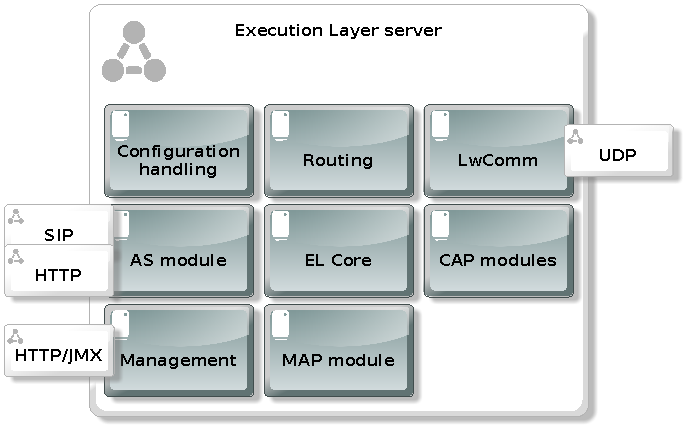 Execution Layer server
Configuration
handling
Routing
LwComm
UDP
SIP
HTTP
AS module
EL Core
CAP modules
HTTP/JMX
Management
MAP module